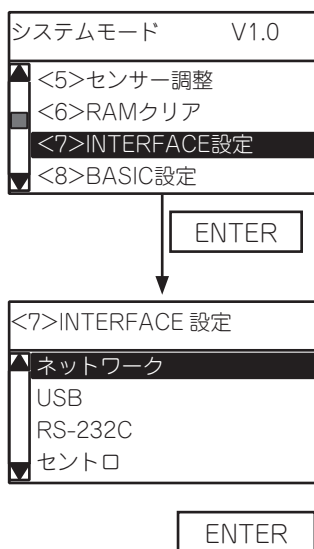 システムモード V1.0
<5>センサー調整
<6>RAMクリア
<7>INTERFACE設定
<8>BASIC設定
ENTER
<7>INTERFACE 設定
ネットワーク
USB
RS-232C
セントロ
ENTER